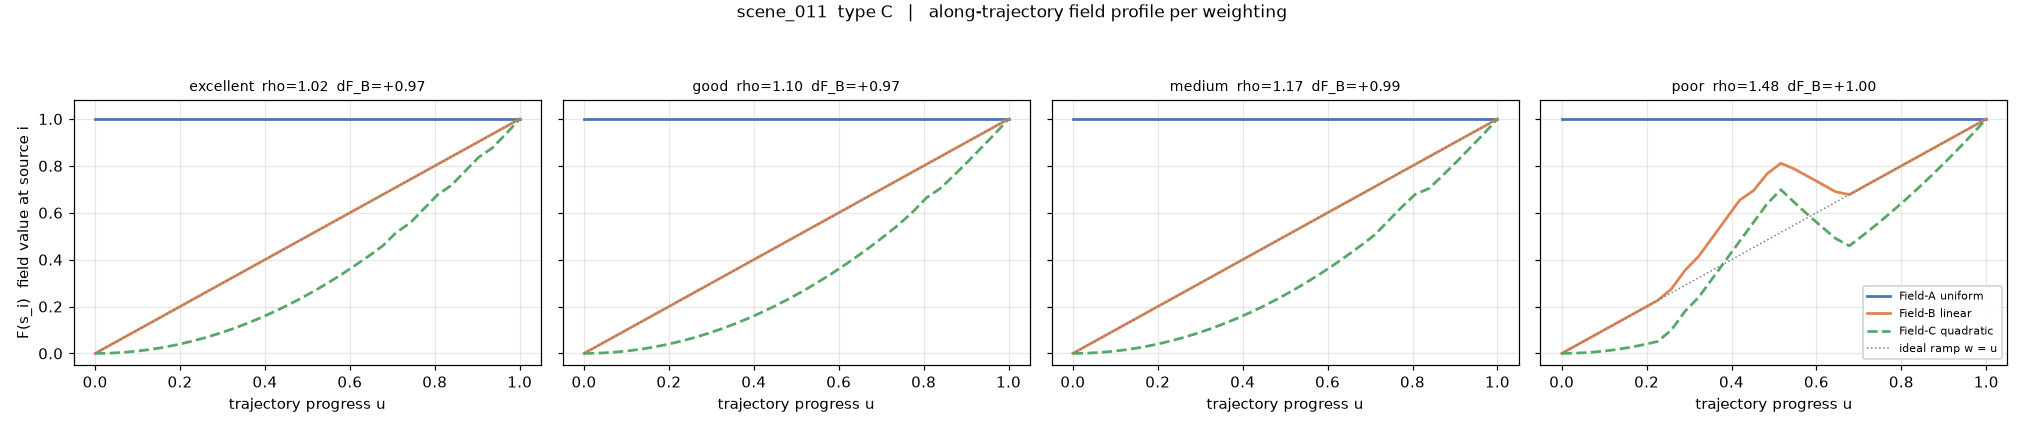 scene_011  type C   |   along-trajectory field profile per weighting
excellent  rho=1.02  dF_B=+0.97
good  rho=1.10  dF_B=+0.97
medium  rho=1.17  dF_B=+0.99
poor  rho=1.48  dF_B=+1.00
F(s_i)  field value at source i
1.0
0.8
0.6
0.4
0.2
0.0
0.0 0.2 0.4 0.6 0.8 1.0
trajectory progress u
0.0 0.2 0.4 0.6 0.8 1.0
trajectory progress u
0.0 0.2 0.4 0.6 0.8 1.0
trajectory progress u
0.0 0.2 0.4 0.6 0.8 1.0
trajectory progress u
Field-A uniform
Field-B linear
Field-C quadratic
ideal ramp w = u